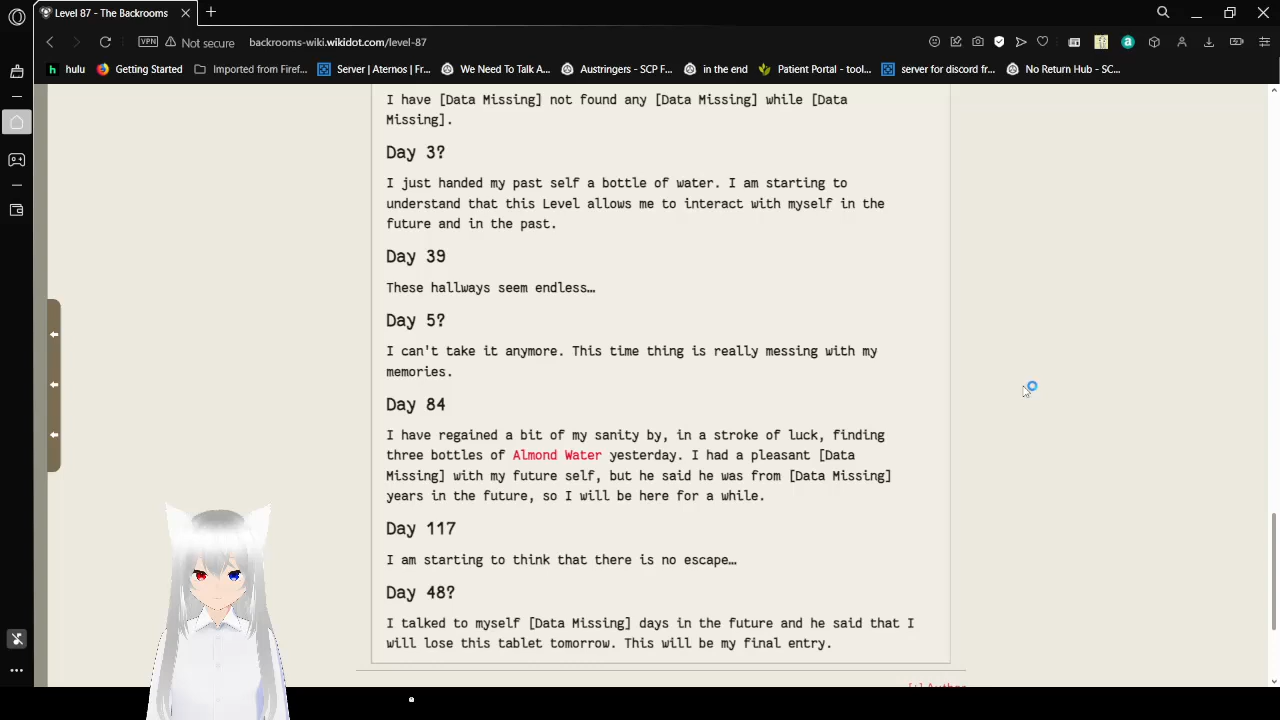 Level 87 - The Backrooms
VPN Not secure backrooms-wiki.wikidot.com/level-87
hulu Getting Started Imported from Firef... Server | Aternos | Fr... We Need To Talk A... Austringers - SCP F... in the end Patient Portal - tool... server for discord fr... No Return Hub - SC...
I have [Data Missing] not found any [Data Missing] while [Data
Missing].
Day 3?
I just handed my past self a bottle of water. I am starting to
understand that this Level allows me to interact with myself in the
future and in the past.
Day 39
These hallways seem endless…
Day 5?
I can't take it anymore. This time thing is really messing with my
memories.
Day 84
I have regained a bit of my sanity by, in a stroke of luck, finding
three bottles of Almond Water yesterday. I had a pleasant [Data
Missing] with my future self, but he said he was from [Data Missing]
years in the future, so I will be here for a while.
Day 117
I am starting to think that there is no escape…
Day 48?
I talked to myself [Data Missing] days in the future and he said that I
will lose this tablet tomorrow. This will be my final entry.